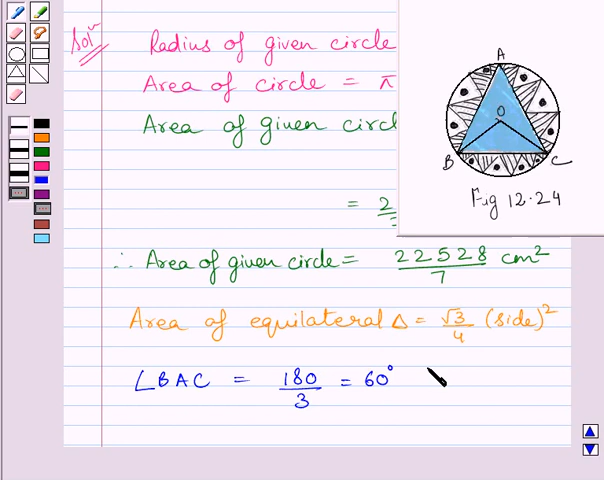 Solⁿ
Radius of given circle
Area of circle = π
Area of given circl
= 2
∴ Area of given circle = 22528/7 cm²
Area of equilateral Δ = √3/4 (side)²
∠BAC = 180/3 = 60°
A
O
B
C
Fig 12.24